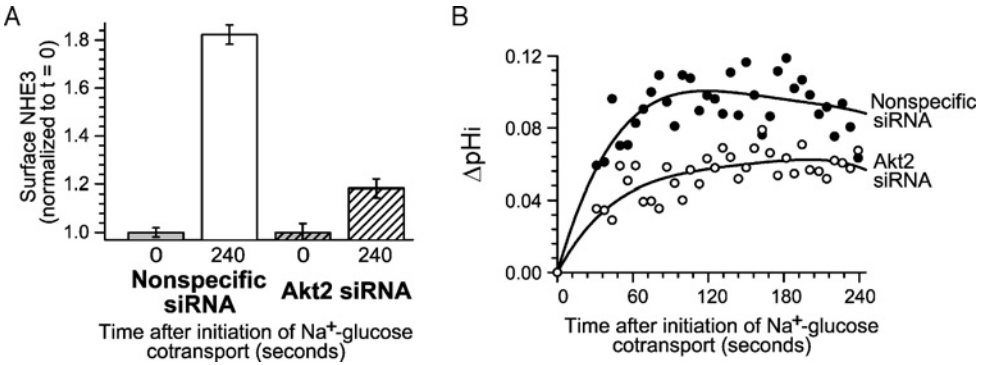 A
Surface NHE3
(normalized to t = 0)
1.8
1.6
1.4
1.2
1.0
0
240
0
240
Nonspecific
siRNA
Akt2 siRNA
Time after initiation of Na+-glucose
cotransport (seconds)
B
ΔpHi
0.12
0.08
0.04
0.00
Nonspecific
siRNA
Akt2
siRNA
0
60
120
180
240
Time after initiation of Na+-glucose
cotransport (seconds)